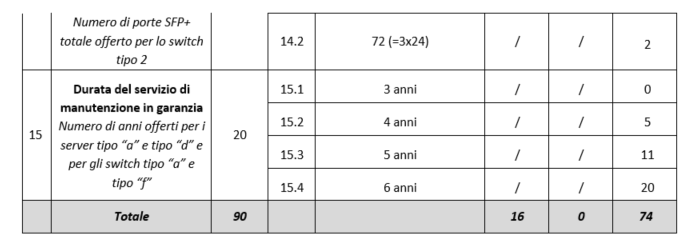 Numero di porte SFP+
totale offerto per lo switch
tipo 2
14.2
72 (=3x24)
/
/
2
15
Durata del servizio di
manutenzione in garanzia
Numero di anni offerti per i
server tipo “a” e tipo “d” e
per gli switch tipo “a” e
tipo “f”
20
15.1
3 anni
/
/
0
15.2
4 anni
/
/
5
15.3
5 anni
/
/
11
15.4
6 anni
/
/
20
Totale
90
16
0
74